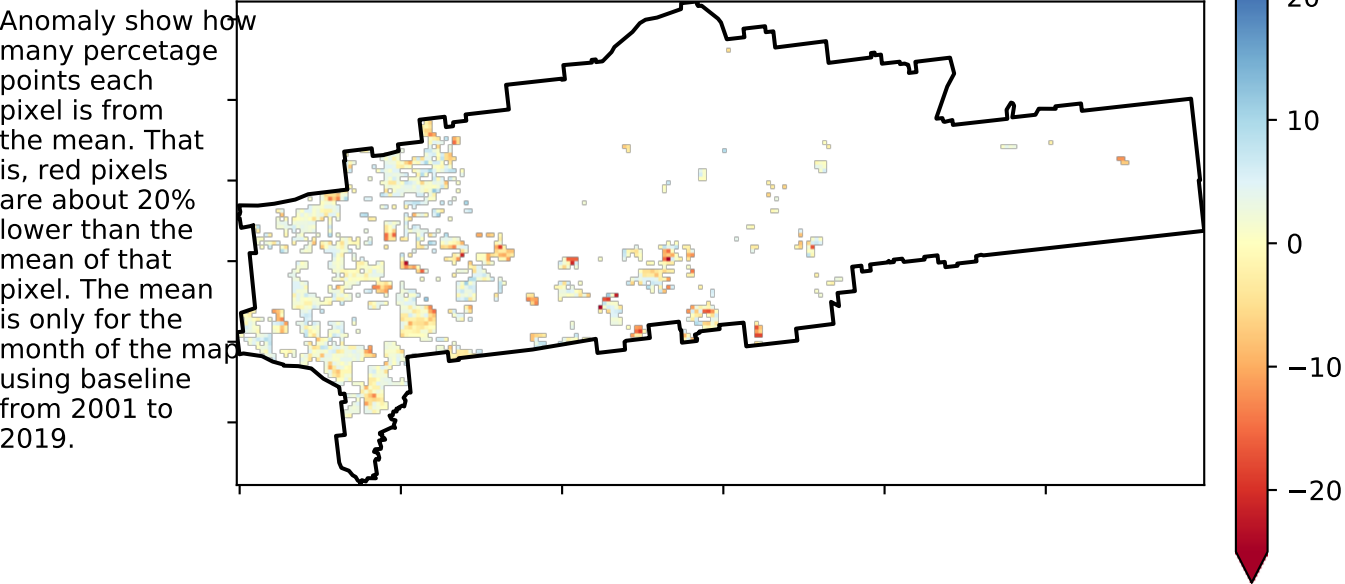 Anomaly show how
many percetage
points each
pixel is from
the mean. That
is, red pixels
are about 20%
lower than the
mean of that
pixel. The mean
is only for the
month of the map
using baseline
from 2001 to
2019.
20
10
0
−10
−20